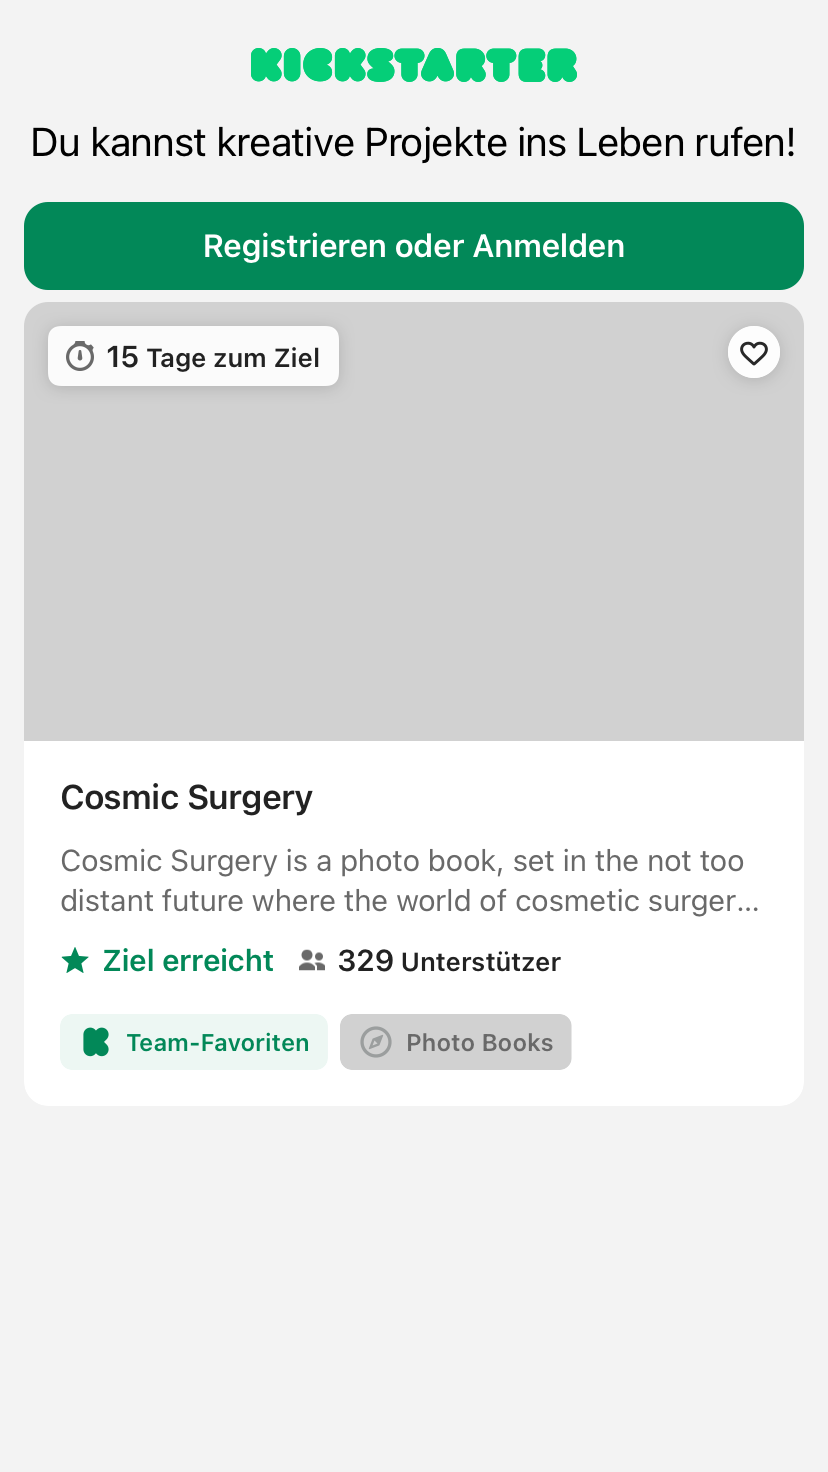 KICKSTARTER
Du kannst kreative Projekte ins Leben rufen!
Registrieren oder Anmelden
15 Tage zum Ziel
Cosmic Surgery
Cosmic Surgery is a photo book, set in the not too
distant future where the world of cosmetic surger...
Ziel erreicht 329 Unterstützer
Team-Favoriten Photo Books